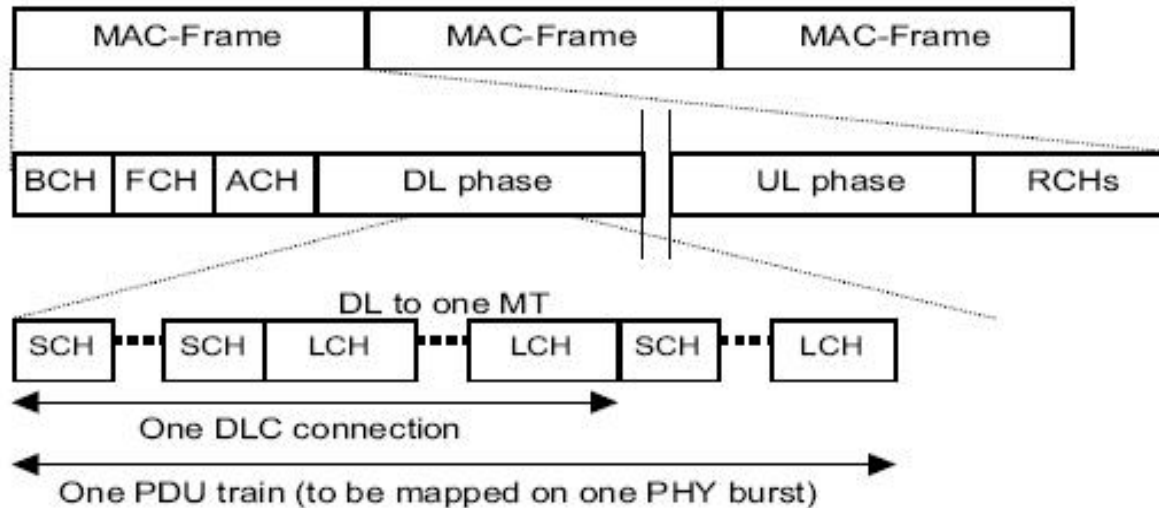 MAC-Frame MAC-Frame MAC-Frame
BCH FCH ACH DL phase UL phase RCHs
DL to one MT
SCH SCH LCH LCH SCH LCH
One DLC connection
One PDU train (to be mapped on one PHY burst)